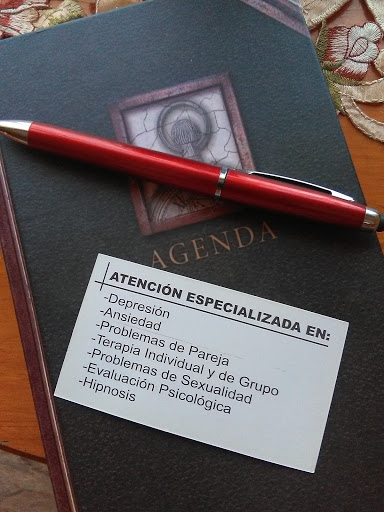 AGENDA
ATENCIÓN ESPECIALIZADA EN:
-Depresión
-Ansiedad
-Problemas de Pareja
-Terapia Individual y de Grupo
-Problemas de Sexualidad
-Evaluación Psicológica
-Hipnosis